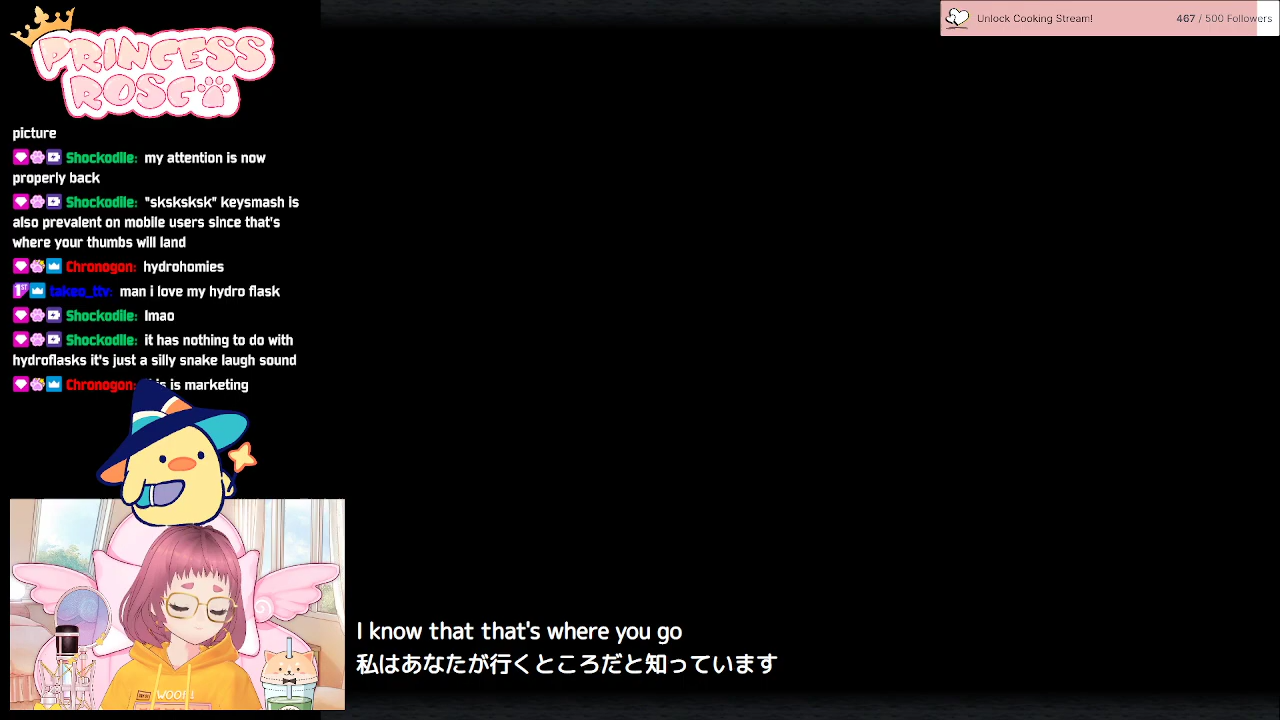 PRINCESS
ROSE
Unlock Cooking Stream!
467 / 500 Followers
picture
Shockodile: my attention is now
properly back
Shockodile: "sksksksk" keysmash is
also prevalent on mobile users since that's
where your thumbs will land
Chronogon: hydrohomies
1ST takeo_ttv: man i love my hydro flask
Shockodile: lmao
Shockodile: it has nothing to do with
hydroflasks it's just a silly snake laugh sound
Chronogon: is is marketing
WOOF!
I know that that's where you go
私はあなたが行くところだと知っています